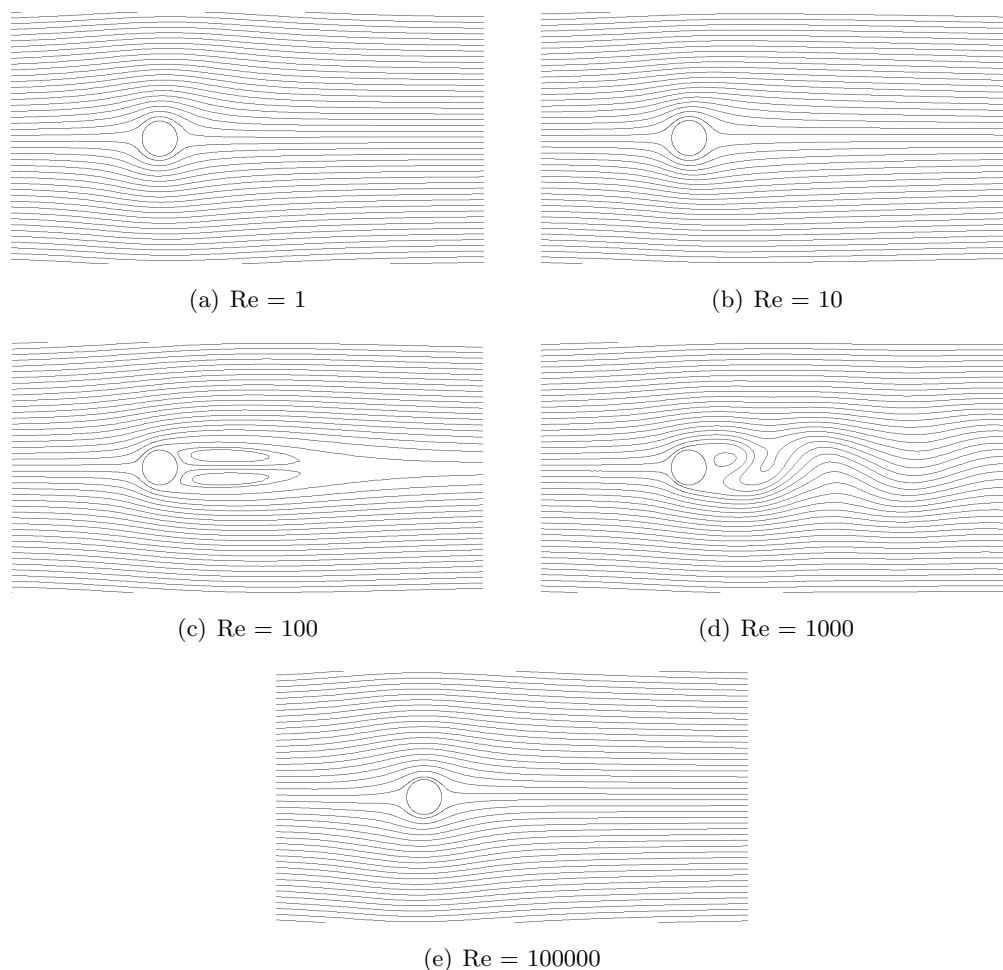 (a) Re = 1
(b) Re = 10
(c) Re = 100
(d) Re = 1000
(e) Re = 100000